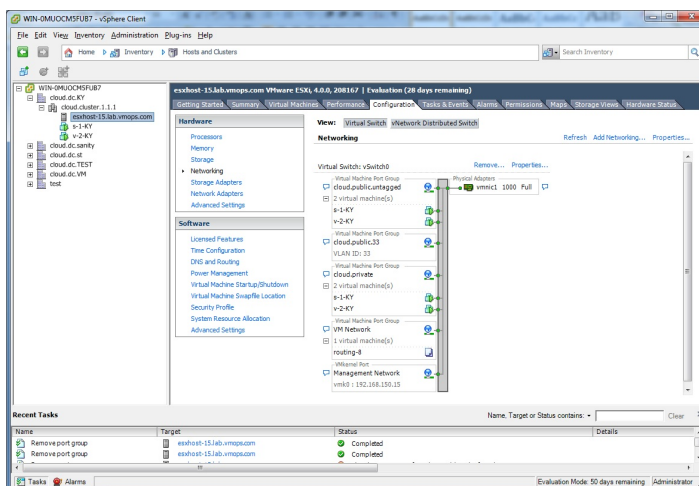 WIN-0MUOCM5FUB7 - vSphere Client
File Edit View Inventory Administration Plug-ins Help
Home Inventory Hosts and Clusters Search Inventory
WIN-0MUOCM5FUB7
cloud.dc.KY
cloud.cluster.1.1.1
esxhost-15.lab.vmops.com
s-1-KY
v-2-KY
cloud.dc.sanity
cloud.dc.st
cloud.dc.TEST
cloud.dc.VM
test
esxhost-15.lab.vmops.com VMware ESXi, 4.0.0, 208167 | Evaluation (28 days remaining)
Getting Started Summary Virtual Machines Performance Configuration Tasks & Events Alarms Permissions Maps Storage Views Hardware Status
Hardware
Processors
Memory
Storage
Networking
Storage Adapters
Network Adapters
Advanced Settings
Software
Licensed Features
Time Configuration
DNS and Routing
Power Management
Virtual Machine Startup/Shutdown
Virtual Machine Swapfile Location
Security Profile
System Resource Allocation
Advanced Settings
View: Virtual Switch vNetwork Distributed Switch
Networking Refresh Add Networking... Properties...
Virtual Switch: vSwitch0 Remove... Properties...
Virtual Machine Port Group Physical Adapters
cloud.public.untagged vmnic1 1000 Full
2 virtual machine(s)
s-1-KY
v-2-KY
Virtual Machine Port Group
cloud.public.33
VLAN ID: 33
Virtual Machine Port Group
cloud.private
2 virtual machine(s)
s-1-KY
v-2-KY
Virtual Machine Port Group
VM Network
1 virtual machine(s)
routing-8
VMkernel Port
Management Network
vmk0 : 192.168.150.15
Recent Tasks Name, Target or Status contains: Clear
Name Target Status Details
Remove port group esxhost-15.lab.vmops.com Completed
Remove port group esxhost-15.lab.vmops.com Completed
Tasks Alarms Evaluation Mode: 50 days remaining Administrator